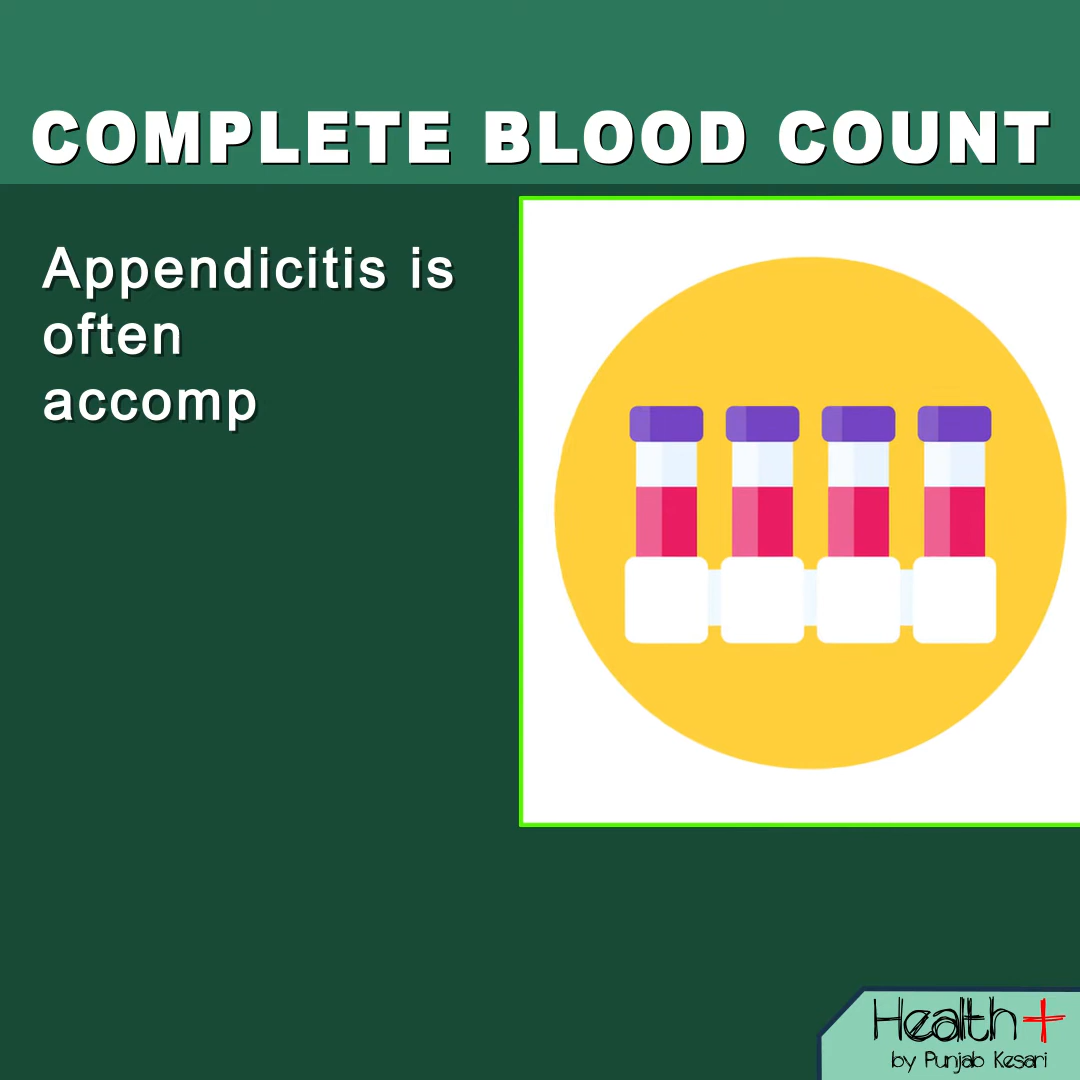 COMPLETE BLOOD COUNT
Appendicitis is
often
accomp
Health+
by Punjab Kesari